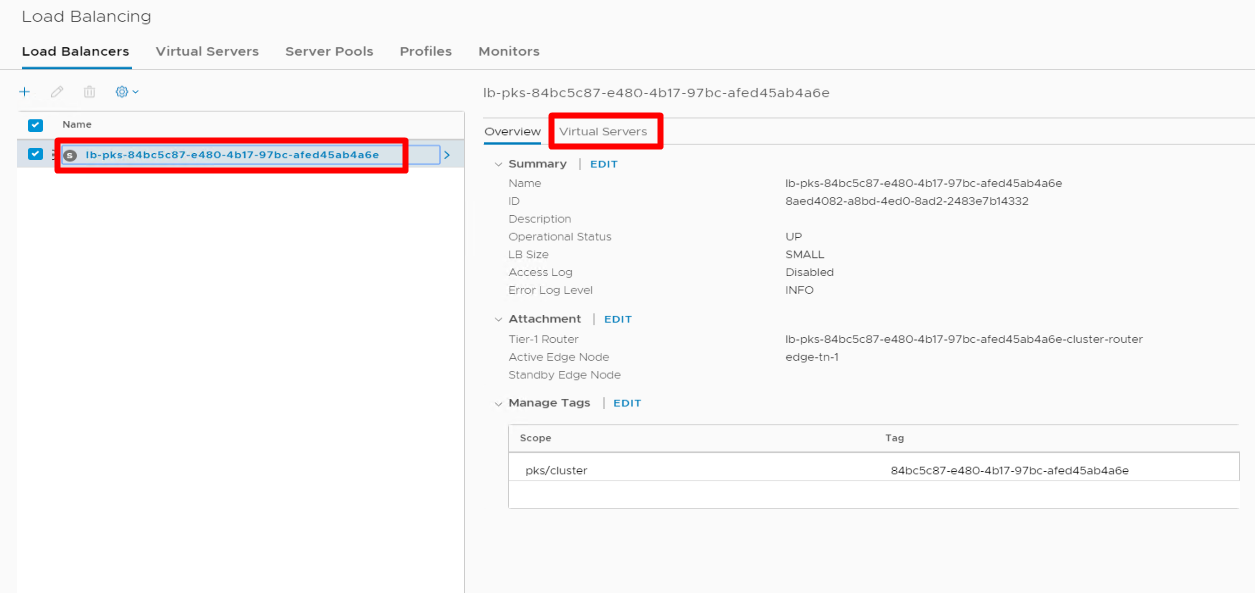 Load Balancing
Load Balancers Virtual Servers Server Pools Profiles Monitors
Name
S lb-pks-84bc5c87-e480-4b17-97bc-afed45ab4a6e
lb-pks-84bc5c87-e480-4b17-97bc-afed45ab4a6e
Overview Virtual Servers
Summary | EDIT
Name lb-pks-84bc5c87-e480-4b17-97bc-afed45ab4a6e
ID 8aed4082-a8bd-4ed0-8ad2-2483e7b14332
Description
Operational Status UP
LB Size SMALL
Access Log Disabled
Error Log Level INFO
Attachment | EDIT
Tier-1 Router lb-pks-84bc5c87-e480-4b17-97bc-afed45ab4a6e-cluster-router
Active Edge Node edge-tn-1
Standby Edge Node
Manage Tags | EDIT
Scope Tag
pks/cluster 84bc5c87-e480-4b17-97bc-afed45ab4a6e